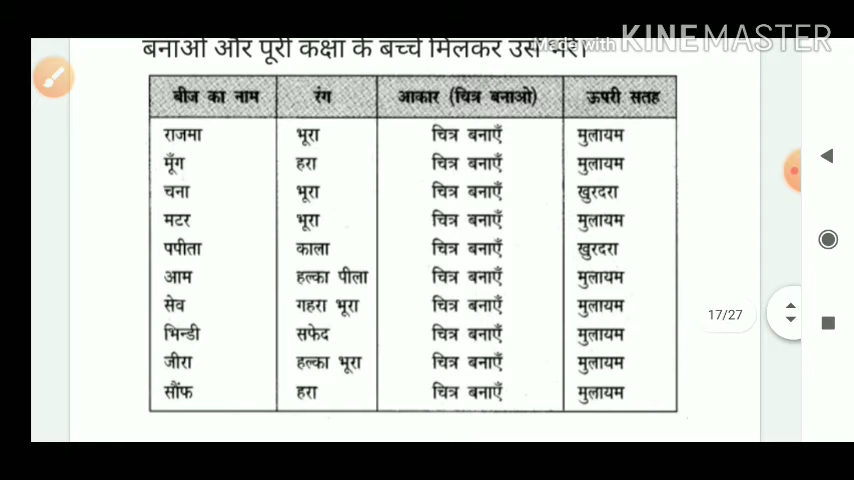 Made with KINEMASTER
बनाओ और पूरी कक्षा के बच्चे मिलकर उसे भरें।
बीज का नाम रंग आकार (चित्र बनाओ) ऊपरी सतह
राजमा भूरा चित्र बनाएँ मुलायम
मूँग हरा चित्र बनाएँ मुलायम
चना भूरा चित्र बनाएँ खुरदरा
मटर भूरा चित्र बनाएँ मुलायम
पपीता काला चित्र बनाएँ खुरदरा
आम हल्का पीला चित्र बनाएँ मुलायम
सेव गहरा भूरा चित्र बनाएँ मुलायम
भिन्डी सफेद चित्र बनाएँ मुलायम
जीरा हल्का भूरा चित्र बनाएँ मुलायम
सौंफ हरा चित्र बनाएँ मुलायम
17/27